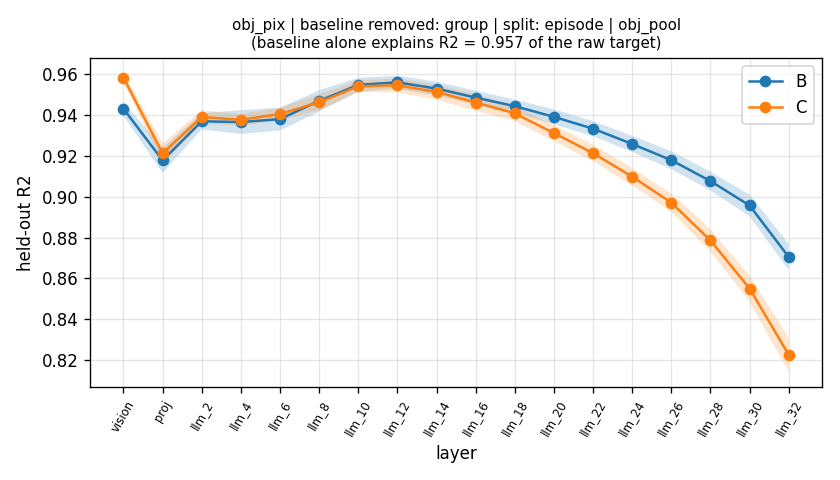 obj_pix | baseline removed: group | split: episode | obj_pool
(baseline alone explains R2 = 0.957 of the raw target)
B
C
held-out R2
0.96
0.94
0.92
0.90
0.88
0.86
0.84
0.82
vision
proj
llm_2
llm_4
llm_6
llm_8
llm_10
llm_12
llm_14
llm_16
llm_18
llm_20
llm_22
llm_24
llm_26
llm_28
llm_30
llm_32
layer